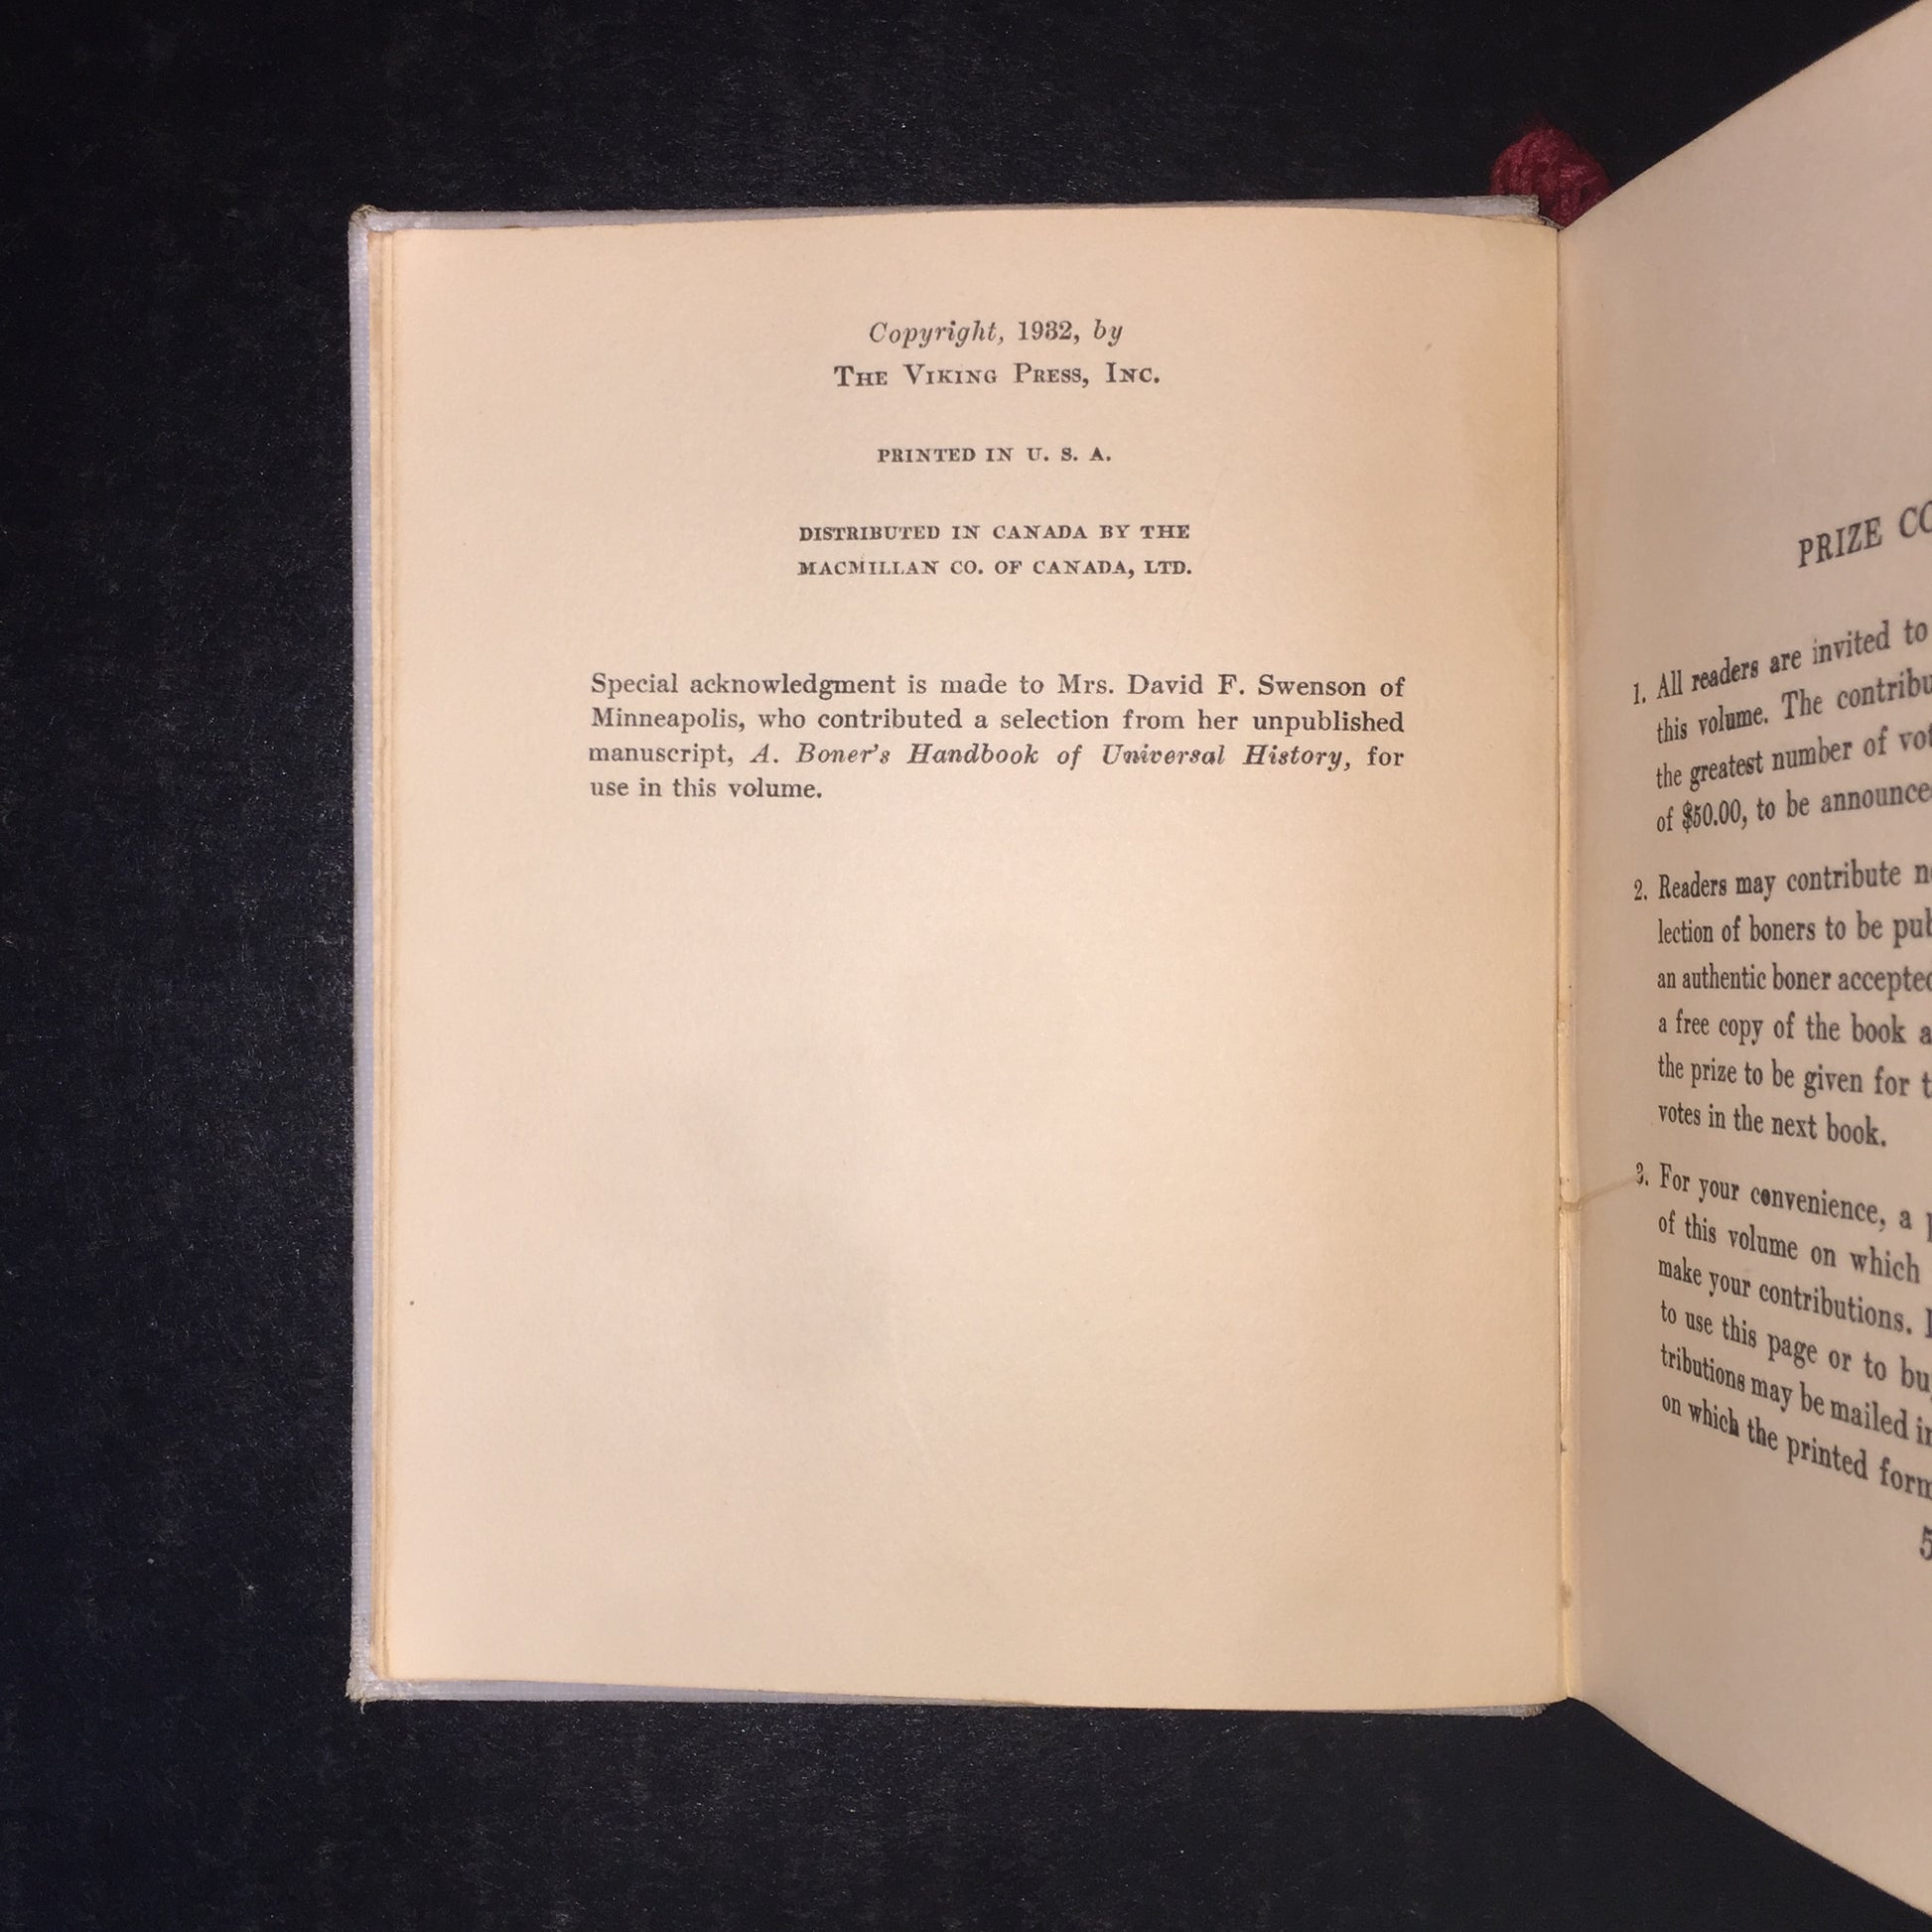 Copyright, 1932, by
The Viking Press, Inc.
PRINTED IN U. S. A.
DISTRIBUTED IN CANADA BY THE
MACMILLAN CO. OF CANADA, LTD.
Special acknowledgment is made to Mrs. David F. Swenson of
Minneapolis, who contributed a selection from her unpublished
manuscript, A. Boner's Handbook of Universal History, for
use in this volume.
PRIZE
1. All readers are invited to
this volume. The
the greatest number of
of $50.00, to be
2. Readers may contribute
lection of boners to be
an authentic boner
a free copy of the book
the prize to be given for
votes in the next book.
3. For your convenience, a
of this volume on which
make your contributions.
to use this page or to
tributions may be mailed
on which the printed